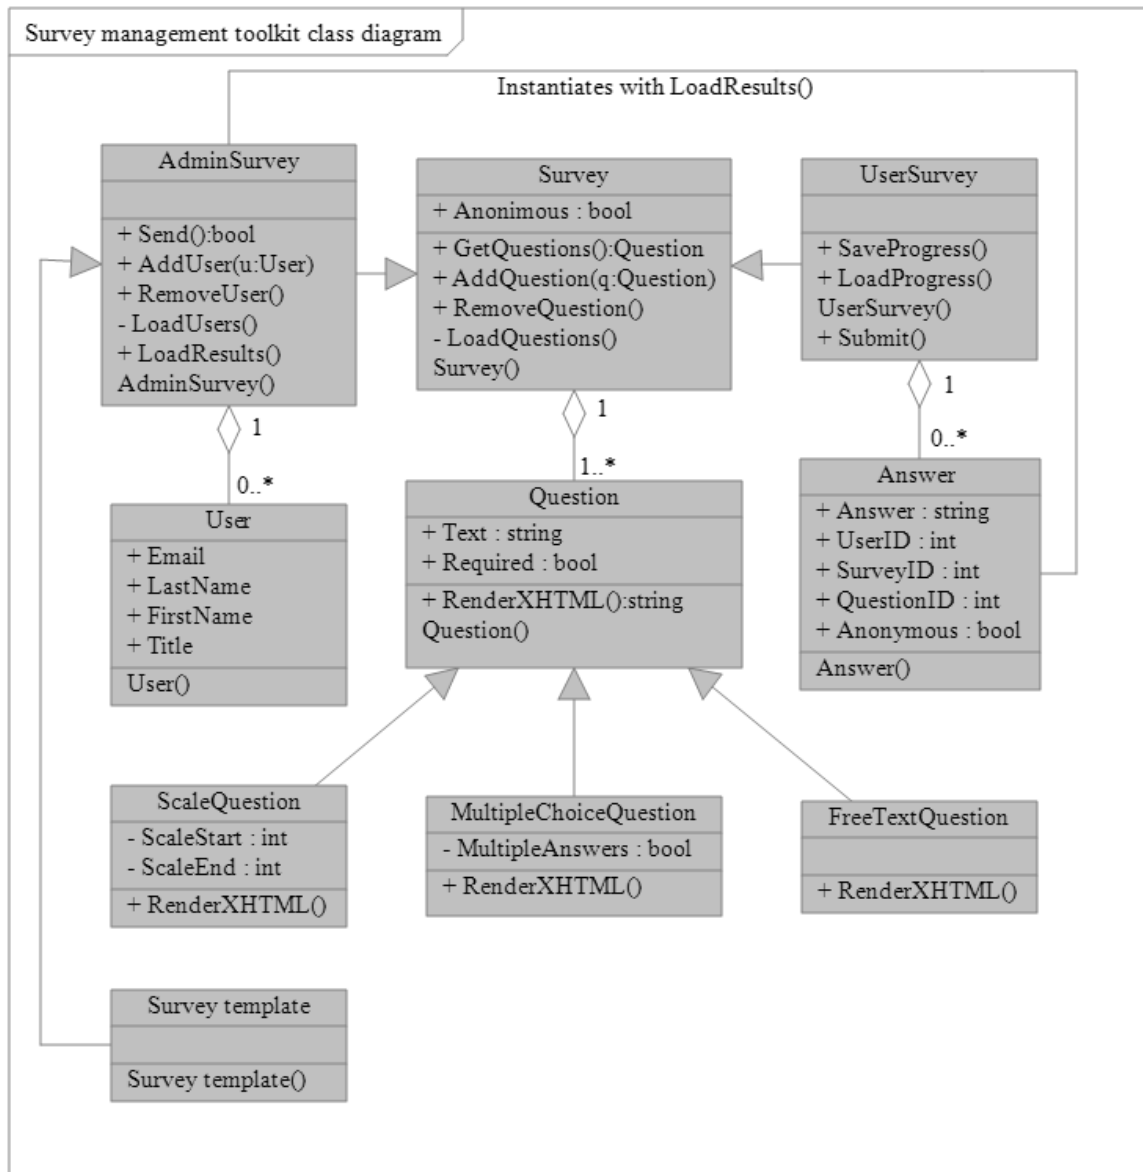 Survey management toolkit class diagram
Instantiates with LoadResults()
AdminSurvey
+ Send():bool
+ AddUser(u:User)
+ RemoveUser()
- LoadUsers()
+ LoadResults()
AdminSurvey()
Survey
+ Anonimous : bool
+ GetQuestions():Question
+ AddQuestion(q:Question)
+ RemoveQuestion()
- LoadQuestions()
Survey()
UserSurvey
+ SaveProgress()
+ LoadProgress()
UserSurvey()
+ Submit()
1
0..*
1
1..*
1
0..*
User
+ Email
+ LastName
+ FirstName
+ Title
User()
Question
+ Text : string
+ Required : bool
+ RenderXHTML():string
Question()
Answer
+ Answer : string
+ UserID : int
+ SurveyID : int
+ QuestionID : int
+ Anonymous : bool
Answer()
ScaleQuestion
- ScaleStart : int
- ScaleEnd : int
+ RenderXHTML()
MultipleChoiceQuestion
- MultipleAnswers : bool
+ RenderXHTML()
FreeTextQuestion
+ RenderXHTML()
Survey template
Survey template()